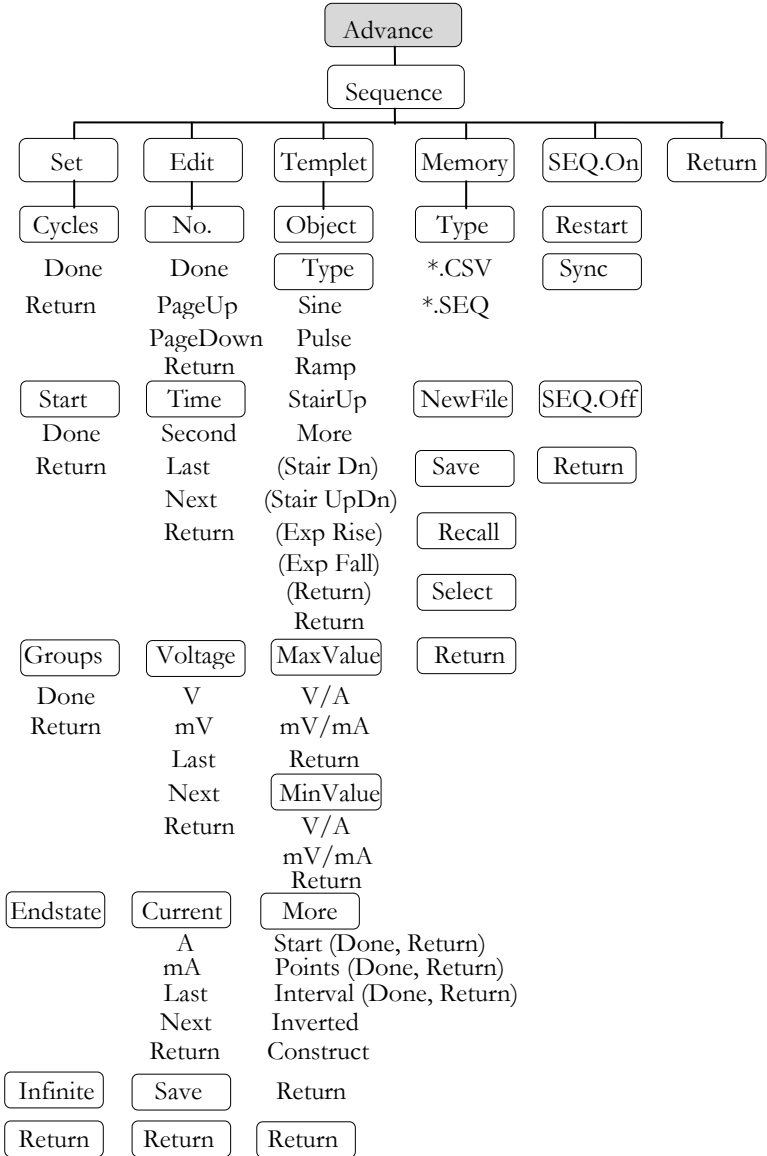 Advance
Sequence
Set Edit Templet Memory SEQ.On Return
Cycles No. Object Type Restart
Done Done Type *.CSV Sync
Return PageUp Sine *.SEQ
PageDown Pulse
Return Ramp
Start Time StairUp NewFile SEQ.Off
Done Second More
Return Last (Stair Dn) Save Return
Next (Stair UpDn)
Return (Exp Rise) Recall
(Exp Fall)
(Return) Select
Return
Groups Voltage MaxValue Return
Done V V/A
Return mV mV/mA
Last Return
Next MinValue
Return V/A
mV/mA
Return
Endstate Current More
A Start (Done, Return)
mA Points (Done, Return)
Last Interval (Done, Return)
Next Inverted
Return Construct
Infinite Save Return
Return Return Return